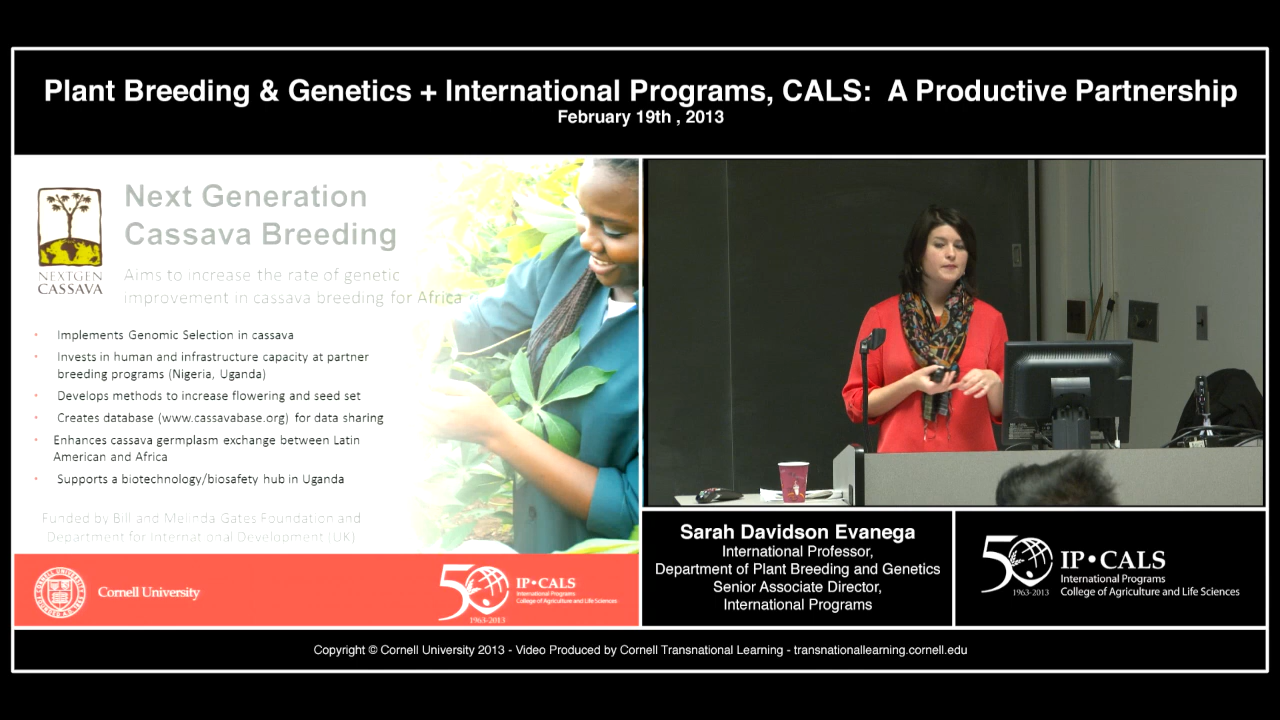 Plant Breeding & Genetics + International Programs, CALS: A Productive Partnership
February 19th , 2013
NEXTGEN
CASSAVA
Next Generation
Cassava Breeding
Aims to increase the rate of genetic
improvement in cassava breeding for Africa
• Implements Genomic Selection in cassava
• Invests in human and infrastructure capacity at partner
breeding programs (Nigeria, Uganda)
• Develops methods to increase flowering and seed set
• Creates database (www.cassavabase.org) for data sharing
• Enhances cassava germplasm exchange between Latin
American and Africa
• Supports a biotechnology/biosafety hub in Uganda
Funded by Bill and Melinda Gates Foundation and
Department for International Development (UK)
Cornell University
50
1963-2013
IP•CALS
International Programs
College of Agriculture and Life Sciences
Sarah Davidson Evanega
International Professor,
Department of Plant Breeding and Genetics
Senior Associate Director,
International Programs
50
1963-2013
IP•CALS
International Programs
College of Agriculture and Life Sciences
Copyright © Cornell University 2013 - Video Produced by Cornell Transnational Learning - transnationallearning.cornell.edu